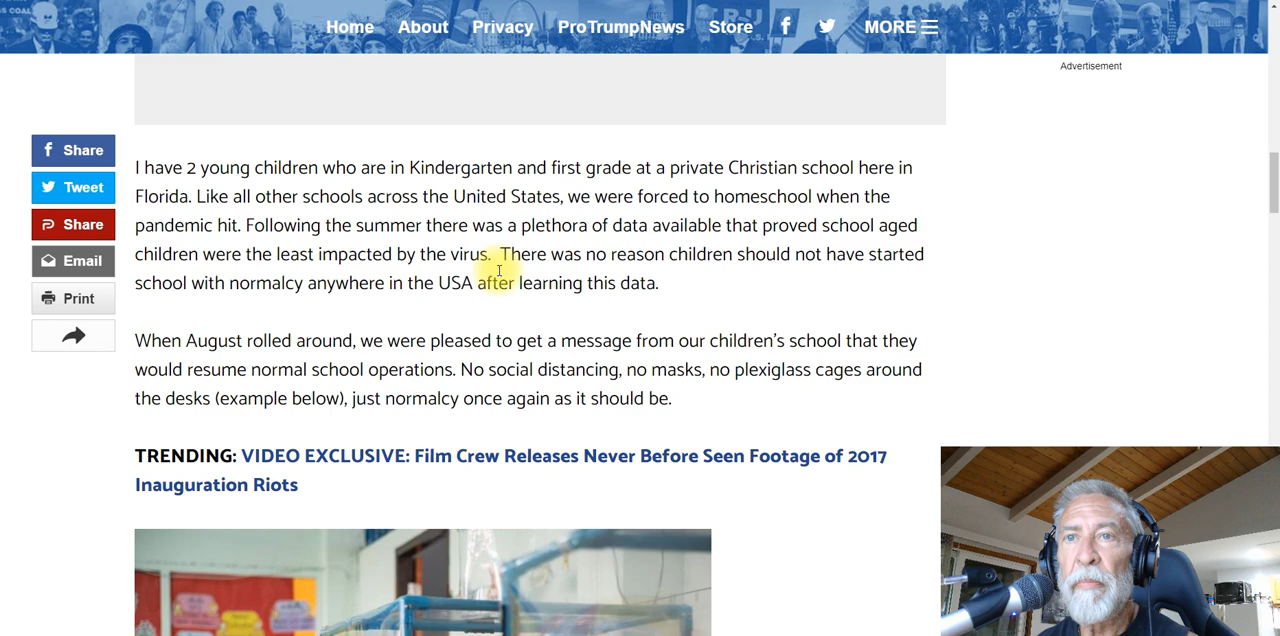 Home About Privacy ProTrumpNews Store MORE
Advertisement
Share
Tweet
Share
Email
Print
I have 2 young children who are in Kindergarten and first grade at a private Christian school here in
Florida. Like all other schools across the United States, we were forced to homeschool when the
pandemic hit. Following the summer there was a plethora of data available that proved school aged
children were the least impacted by the virus. There was no reason children should not have started
school with normalcy anywhere in the USA after learning this data.
When August rolled around, we were pleased to get a message from our children's school that they
would resume normal school operations. No social distancing, no masks, no plexiglass cages around
the desks (example below), just normalcy once again as it should be.
TRENDING: VIDEO EXCLUSIVE: Film Crew Releases Never Before Seen Footage of 2017
Inauguration Riots